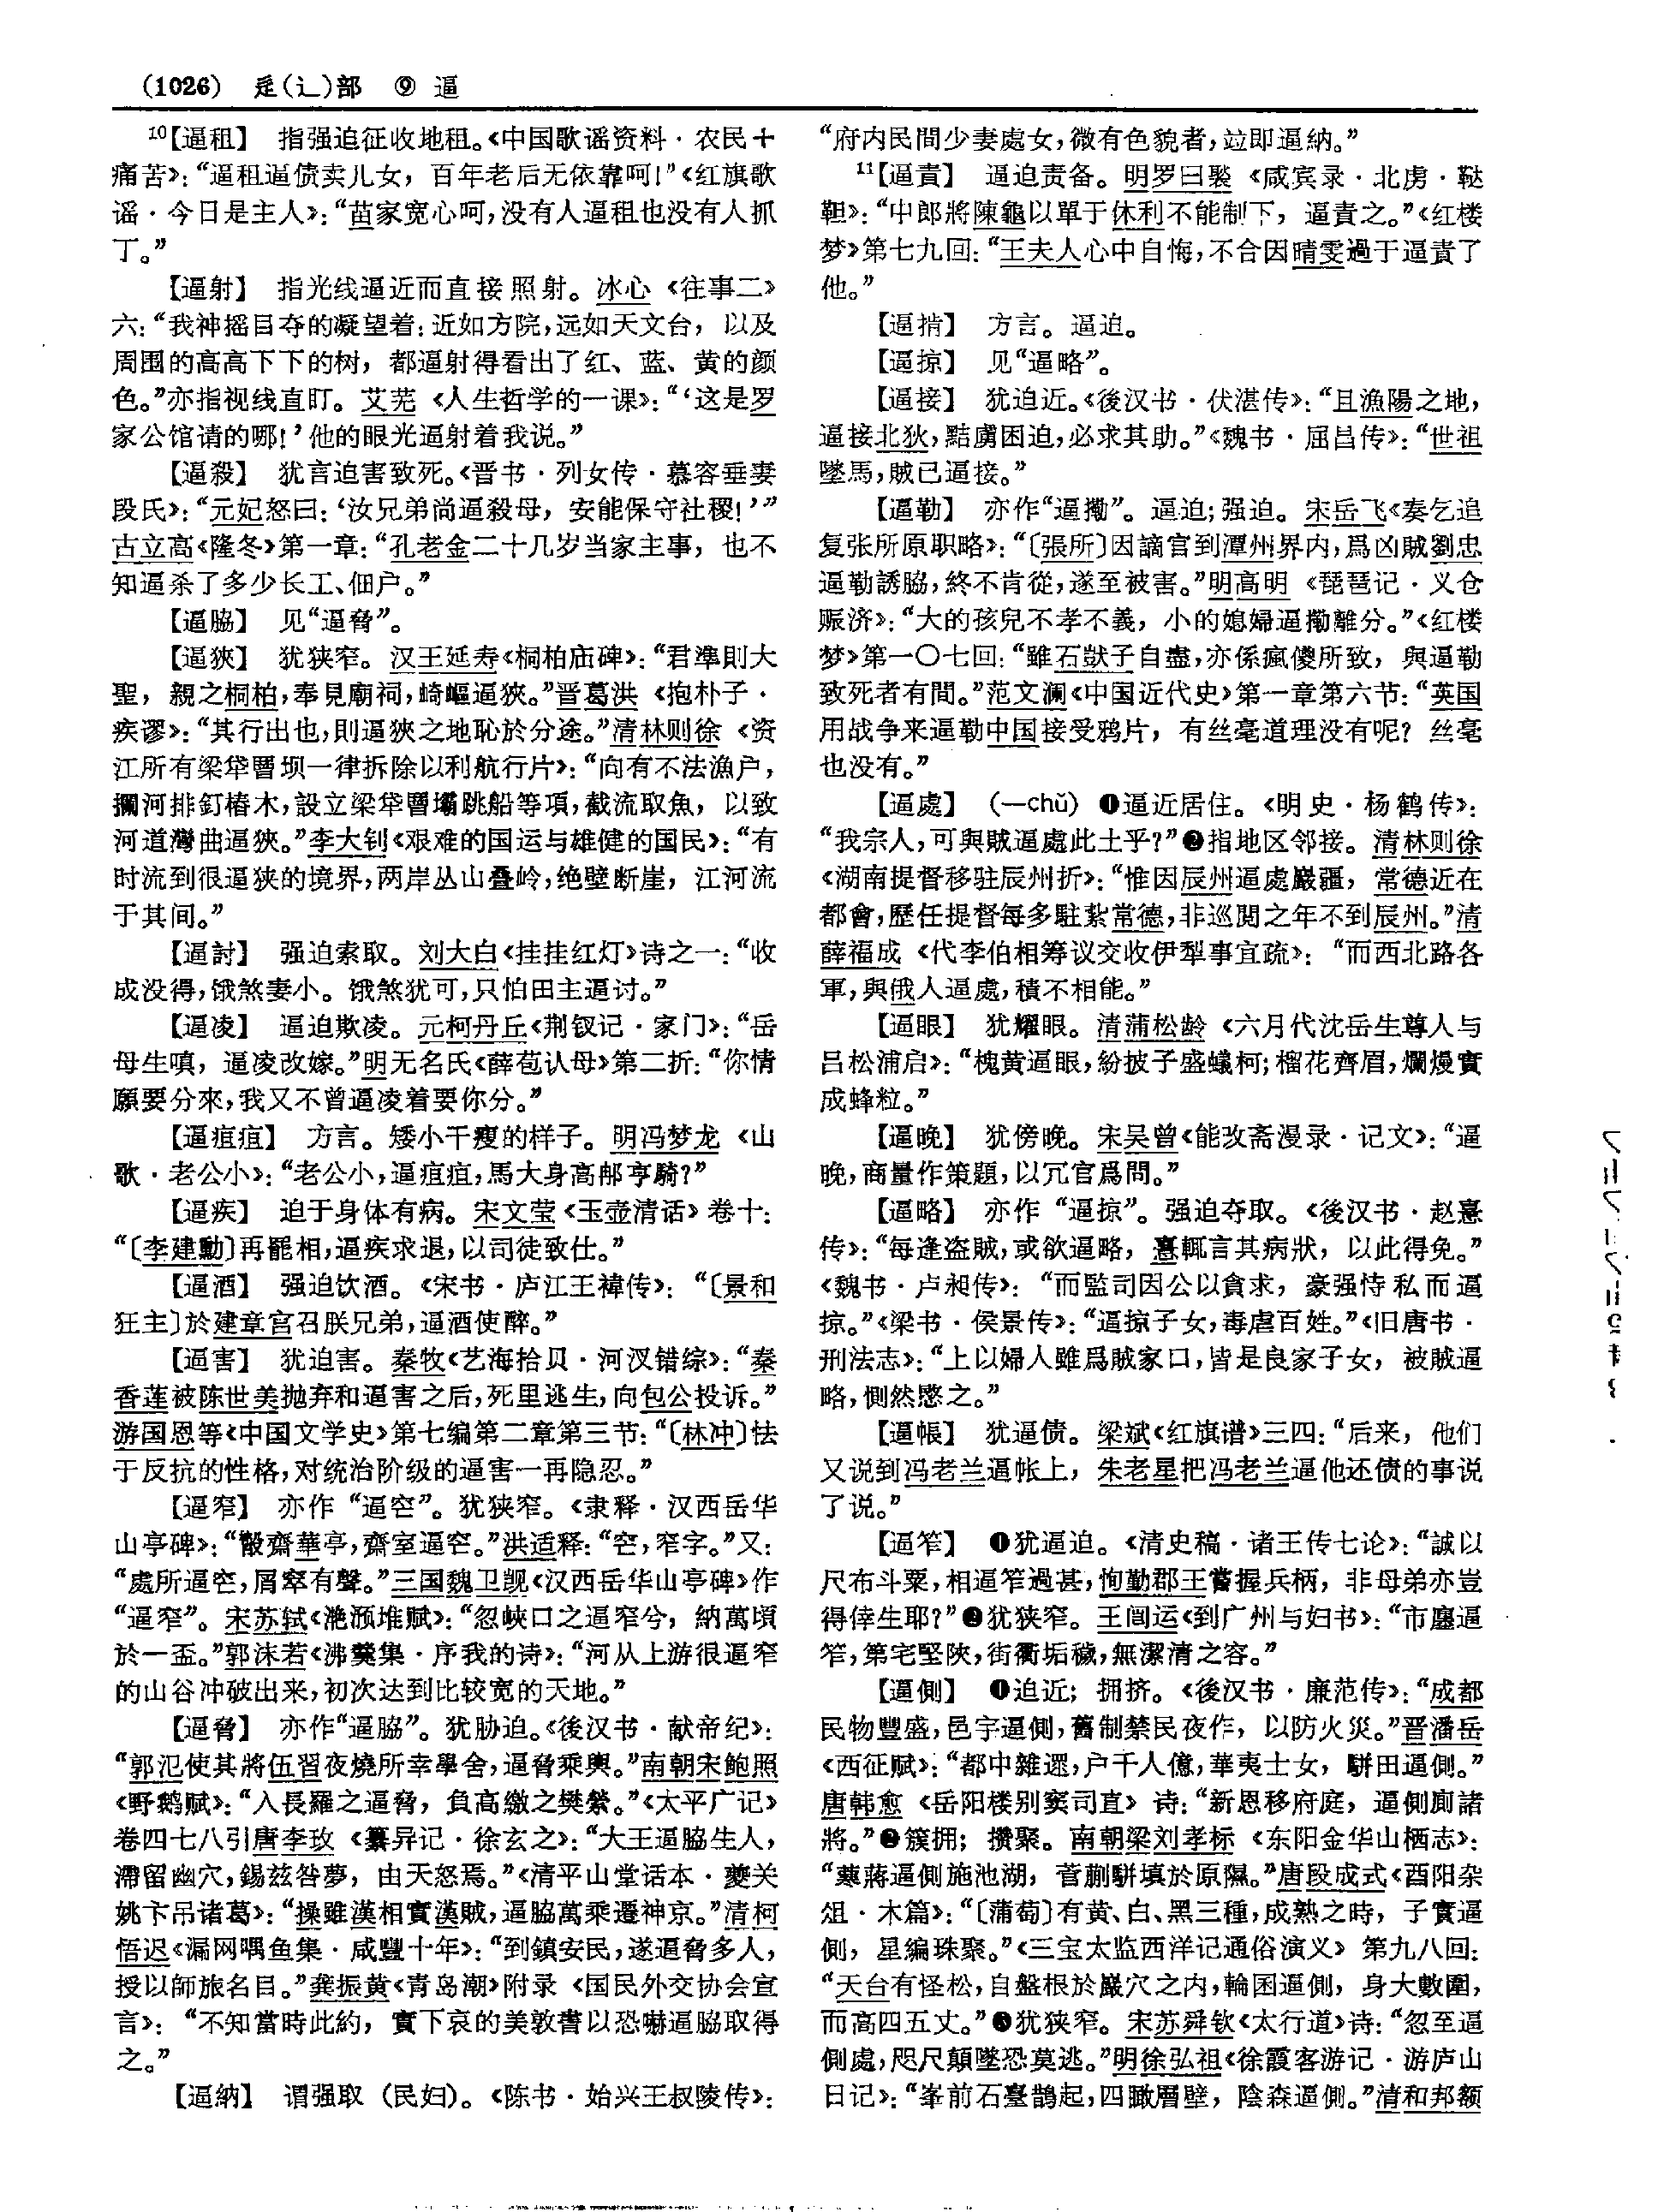 (1026) 辵(辶)部 ⑨ 逼
¹⁰【逼租】 指强迫征收地租。《中国歌谣资料·农民十
痛苦》：“逼租逼债卖儿女，百年老后无依靠呵！”《红旗歌
谣·今日是主人》：“苗家宽心呵，没有人逼租也没有人抓
丁。”
【逼射】 指光线逼近而直接照射。冰心《往事二》
六：“我神摇目夺的凝望着：近如方院，远如天文台，以及
周围的高高下下的树，都逼射得看出了红、蓝、黄的颜
色。”亦指视线直盯。艾芜《人生哲学的一课》：“‘这是罗
家公馆请的哪！’他的眼光逼射着我说。”
【逼殺】 犹言迫害致死。《晋书·列女传·慕容垂妻
段氏》：“元妃怒曰：‘汝兄弟尚逼殺母，安能保守社稷！’”
古立高《隆冬》第一章：“孔老金二十几岁当家主事，也不
知逼杀了多少长工、佃户。”
【逼脇】 见“逼脅”。
【逼狹】 犹狭窄。汉王延寿《桐柏庙碑》：“君準則大
聖，親之桐柏，奉見廟祠，崎嶇逼狹。”晋葛洪《抱朴子·
疾谬》：“其行出也，則逼狹之地恥於分途。”清林则徐《资
江所有梁牮罾坝一律拆除以利航行片》：“向有不法漁户，
攔河排釘樁木，設立梁牮罾壩跳船等項，截流取魚，以致
河道灣曲逼狹。”李大钊《艰难的国运与雄健的国民》：“有
时流到很逼狭的境界，两岸丛山叠岭，绝壁断崖，江河流
于其间。”
【逼討】 强迫索取。刘大白《挂挂红灯》诗之一：“收
成没得，饿煞妻小。饿煞犹可，只怕田主逼讨。”
【逼凌】 逼迫欺凌。元柯丹丘《荆钗记·家门》：“岳
母生嗔，逼凌改嫁。”明无名氏《薛苞认母》第二折：“你情
願要分來，我又不曾逼凌着要你分。”
【逼疽疽】 方言。矮小干瘦的样子。明冯梦龙《山
歌·老公小》：“老公小，逼疽疽，馬大身高郍亨騎？”
【逼疾】 迫于身体有病。宋文莹《玉壶清话》卷十：
“〔李建勳〕再罷相，逼疾求退，以司徒致仕。”
【逼酒】 强迫饮酒。《宋书·庐江王祎传》：“〔景和
狂主〕於建章宫召朕兄弟，逼酒使醉。”
【逼害】 犹迫害。秦牧《艺海拾贝·河汊错综》：“秦
香莲被陈世美抛弃和逼害之后，死里逃生，向包公投诉。”
游国恩等《中国文学史》第七编第二章第三节：“〔林冲〕怯
于反抗的性格，对统治阶级的逼害一再隐忍。”
【逼窄】 亦作“逼穵”。犹狭窄。《隶释·汉西岳华
山亭碑》：“斅齋華亭，齋室逼穵。”洪适释：“穵，窄字。”又：
“處所逼穵，屑窣有聲。”三国魏卫觊《汉西岳华山亭碑》作
“逼窄”。宋苏轼《滟滪堆赋》：“忽峽口之逼窄兮，納萬頃
於一盃。”郭沫若《沸羹集·序我的诗》：“河从上游很逼窄
的山谷冲破出来，初次达到比较宽的天地。”
【逼脅】 亦作“逼脇”。犹胁迫。《後汉书·献帝纪》：
“郭汜使其將伍習夜燒所幸學舍，逼脅乘輿。”南朝宋鲍照
《野鹅赋》：“入長羅之逼脅，負高繳之樊縈。”《太平广记》
卷四七八引唐李玫《纂异记·徐玄之》：“大王逼脇生人，
滯留幽穴，錫兹咎夢，由天怒焉。”《清平山堂话本·夔关
姚卞吊诸葛》：“操雖漢相實漢賊，逼脇萬乘遷神京。”清柯
悟迟《漏网喁鱼集·咸豐十年》：“到鎮安民，遂逼脅多人，
授以師旅名目。”龚振黄《青岛潮》附录《国民外交协会宣
言》：“不知當時此約，實下哀的美敦書以恐嚇逼脇取得
之。”
【逼納】 谓强取（民妇）。《陈书·始兴王叔陵传》：
“府内民間少妻處女，微有色貌者，竝即逼納。”
¹¹【逼責】 逼迫责备。明罗曰褧《咸宾录·北虏·鞑
靼》：“中郎將陳龜以單于休利不能制下，逼責之。”《红楼
梦》第七九回：“王夫人心中自悔，不合因晴雯過于逼責了
他。”
【逼掯】 方言。逼迫。
【逼掠】 见“逼略”。
【逼接】 犹迫近。《後汉书·伏湛传》：“且漁陽之地，
逼接北狄，黠虜困迫，必求其助。”《魏书·屈昌传》：“世祖
墜馬，賊已逼接。”
【逼勒】 亦作“逼擹”。逼迫；强迫。宋岳飞《奏乞追
复张所原职略》：“〔張所〕因謫官到潭州界内，爲凶賊劉忠
逼勒誘脇，終不肯從，遂至被害。”明高明《琵琶记·义仓
赈济》：“大的孩兒不孝不義，小的媳婦逼擹離分。”《红楼
梦》第一〇七回：“雖石獃子自盡，亦係瘋傻所致，與逼勒
致死者有間。”范文澜《中国近代史》第一章第六节：“英国
用战争来逼勒中国接受鸦片，有丝毫道理没有呢？丝毫
也没有。”
【逼處】 （—chǔ）❶逼近居住。《明史·杨鹤传》：
“我宗人，可與賊逼處此土乎？”❷指地区邻接。清林则徐
《湖南提督移驻辰州折》：“惟因辰州逼處巖疆，常德近在
都會，歷任提督每多駐紮常德，非巡閲之年不到辰州。”清
薛福成《代李伯相筹议交收伊犁事宜疏》：“而西北路各
軍，與俄人逼處，積不相能。”
【逼眼】 犹耀眼。清蒲松龄《六月代沈岳生尊人与
吕松浦启》：“槐黄逼眼，紛披子盛蟻柯；榴花齊眉，爛熳實
成蜂粒。”
【逼晚】 犹傍晚。宋吴曾《能改斋漫录·记文》：“逼
晚，商量作策題，以冗官爲問。”
【逼略】 亦作“逼掠”。强迫夺取。《後汉书·赵憙
传》：“每逢盗賊，或欲逼略，憙輒言其病狀，以此得免。”
《魏书·卢昶传》：“而監司因公以貪求，豪强恃私而逼
掠。”《梁书·侯景传》：“逼掠子女，毒虐百姓。”《旧唐书·
刑法志》：“上以婦人雖爲賊家口，皆是良家子女，被賊逼
略，惻然愍之。”
【逼帳】 犹逼债。梁斌《红旗谱》三四：“后来，他们
又说到冯老兰逼帐上，朱老星把冯老兰逼他还债的事说
了说。”
【逼笮】 ❶犹逼迫。《清史稿·诸王传七论》：“誠以
尺布斗粟，相逼笮過甚，恂勤郡王嘗握兵柄，非母弟亦豈
得倖生耶？”❷犹狭窄。王闿运《到广州与妇书》：“市廛逼
笮，第宅堅陜，街衢垢穢，無潔清之容。”
【逼側】 ❶迫近；拥挤。《後汉书·廉范传》：“成都
民物豐盛，邑宇逼側，舊制禁民夜作，以防火災。”晋潘岳
《西征赋》：“都中雜遝，户千人億，華夷士女，駢田逼側。”
唐韩愈《岳阳楼别窦司直》诗：“新恩移府庭，逼側厠諸
將。”❷簇拥；攒聚。南朝梁刘孝标《东阳金华山栖志》：
“蘹蔣逼側施池湖，菅蒯駢填於原隰。”唐段成式《酉阳杂
俎·木篇》：“〔蒲萄〕有黄、白、黑三種，成熟之時，子實逼
側，星編珠聚。”《三宝太监西洋记通俗演义》第九八回：
“天台有怪松，自盤根於巖穴之内，輪囷逼側，身大數圍，
而高四五丈。”❸犹狭窄。宋苏舜钦《太行道》诗：“忽至逼
側處，咫尺顛墜恐莫逃。”明徐弘祖《徐霞客游记·游庐山
日记》：“峯前石臺鵲起，四瞰層壁，陰森逼側。”清和邦额